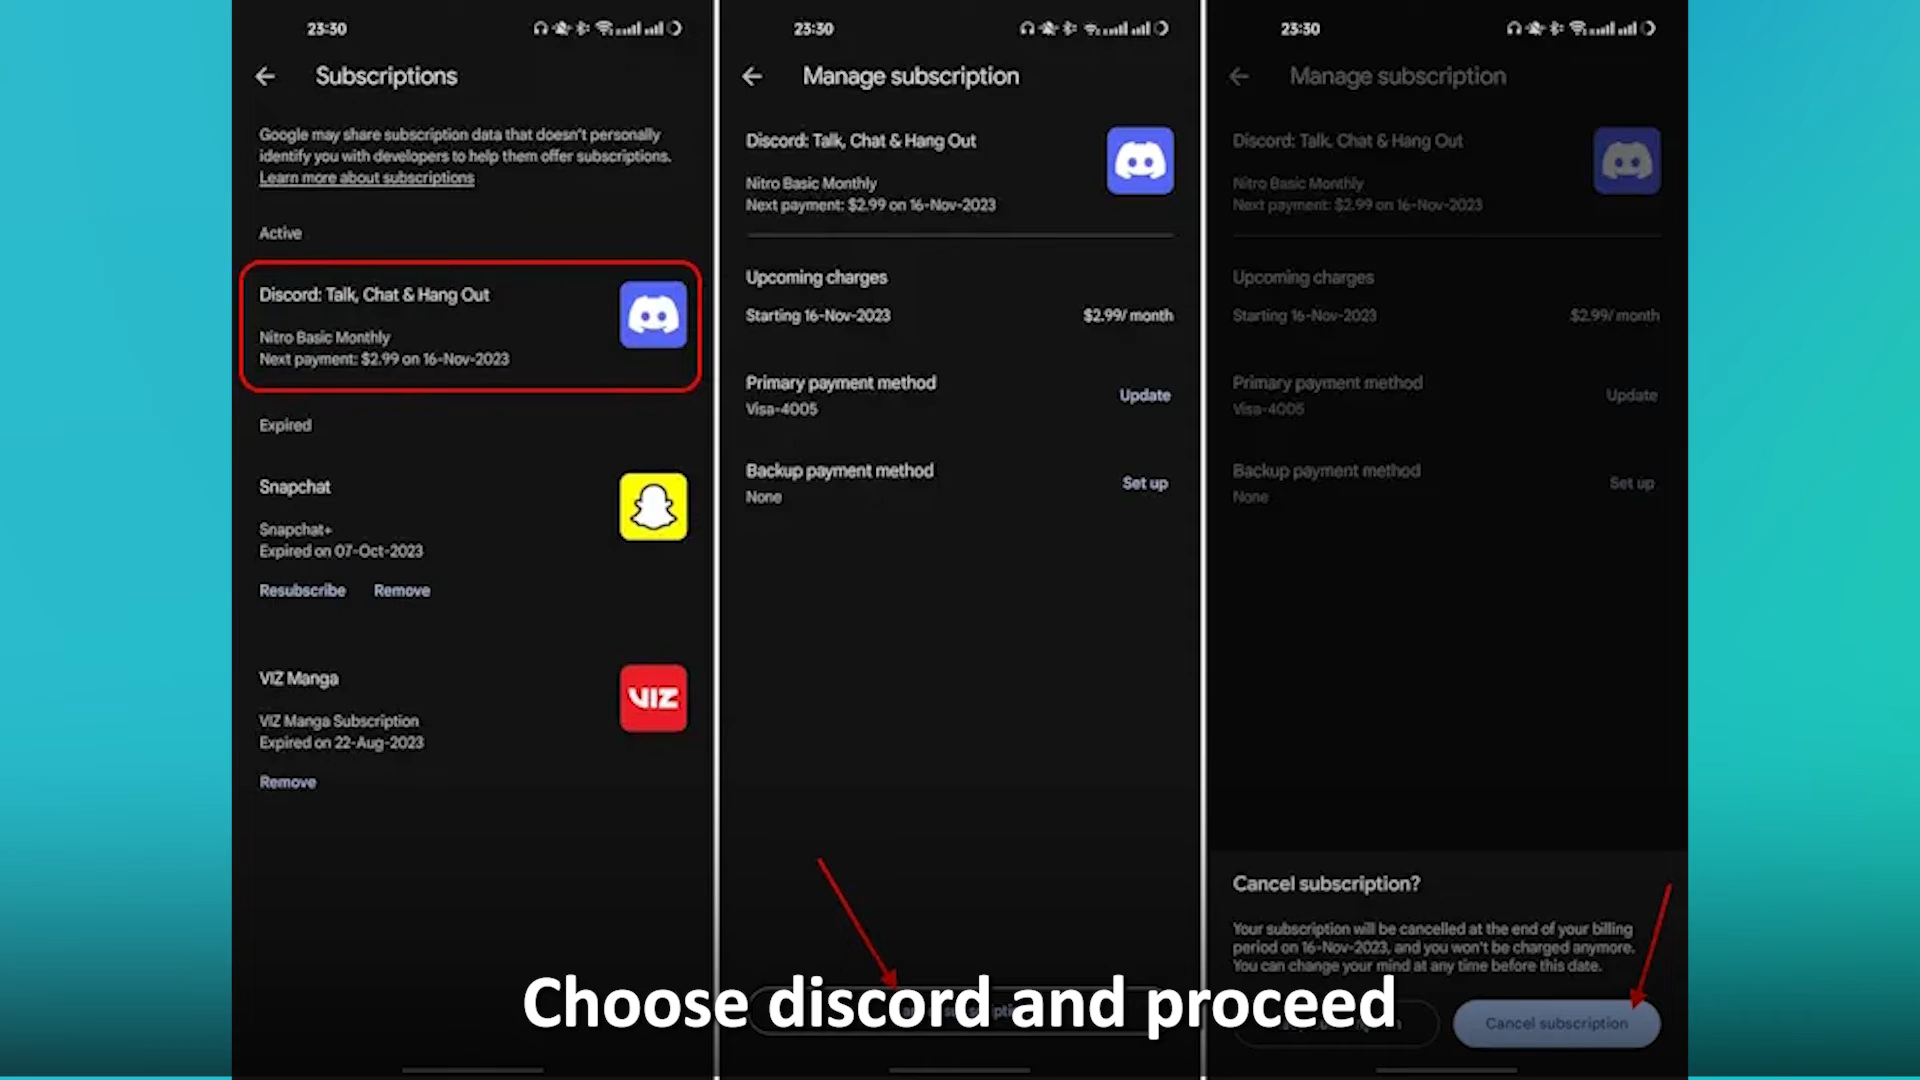 23:30
Subscriptions
Google may share subscription data that doesn't personally
identify you with developers to help them offer subscriptions.
Learn more about subscriptions
Active
Discord: Talk, Chat & Hang Out
Nitro Basic Monthly
Next payment: $2.99 on 16-Nov-2023
Expired
Snapchat
Snapchat+
Expired on 07-Oct-2023
Resubscribe Remove
VIZ Manga
VIZ Manga Subscription
Expired on 22-Aug-2023
Remove
VIZ
23:30
Manage subscription
Discord: Talk, Chat & Hang Out
Nitro Basic Monthly
Next payment: $2.99 on 16-Nov-2023
Upcoming charges
Starting 16-Nov-2023 $2.99/ month
Primary payment method
Visa-4005
Update
Backup payment method
None
Set up
23:30
Manage subscription
Discord: Talk, Chat & Hang Out
Nitro Basic Monthly
Next payment: $2.99 on 16-Nov-2023
Upcoming charges
Starting 16-Nov-2023 $2.99/ month
Primary payment method
Visa-4005
Update
Backup payment method
None
Set up
Cancel subscription?
Your subscription will be cancelled at the end of your billing
period on 16-Nov-2023, and you won't be charged anymore.
You can change your mind at any time before this date.
Cancel subscription
Choose discord and proceed